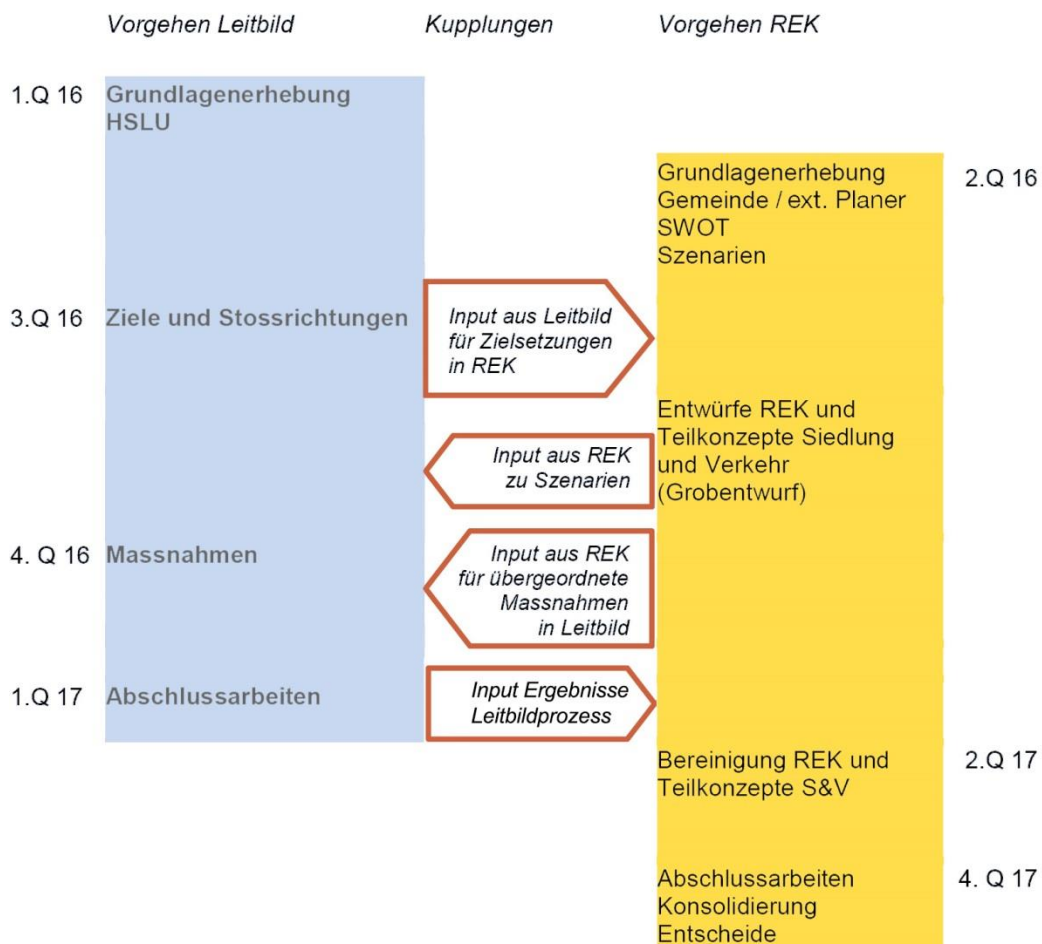 Vorgehen Leitbild
Kupplungen
Vorgehen REK
1.Q 16
Grundlagenerhebung
HSLU
Grundlagenerhebung
Gemeinde / ext. Planer
SWOT
Szenarien
2.Q 16
3.Q 16
Ziele und Stossrichtungen
Input aus Leitbild
für Zielsetzungen
in REK
Entwürfe REK und
Teilkonzepte Siedlung
und Verkehr
(Grobentwurf)
Input aus REK
zu Szenarien
4. Q 16
Massnahmen
Input aus REK
für übergeordnete
Massnahmen
in Leitbild
1.Q 17
Abschlussarbeiten
Input Ergebnisse
Leitbildprozess
Bereinigung REK und
Teilkonzepte S&V
2.Q 17
Abschlussarbeiten
Konsolidierung
Entscheide
4. Q 17